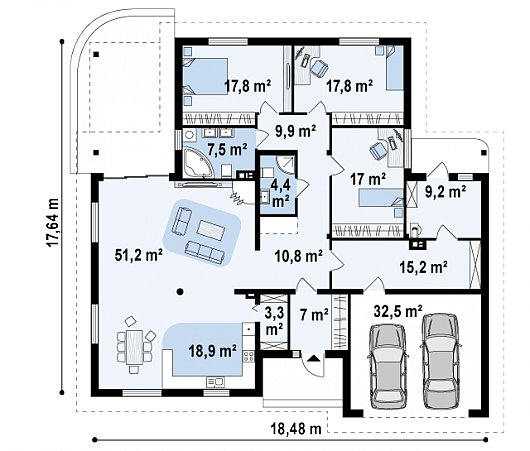 17,8 m²
17,8 m²
9,9 m²
7,5 m²
4,4
m²
17 m²
9,2 m²
17,64 m
51,2 m²
10,8 m²
15,2 m²
3,3
m²
7 m²
32,5 m²
18,9 m²
18,48 m